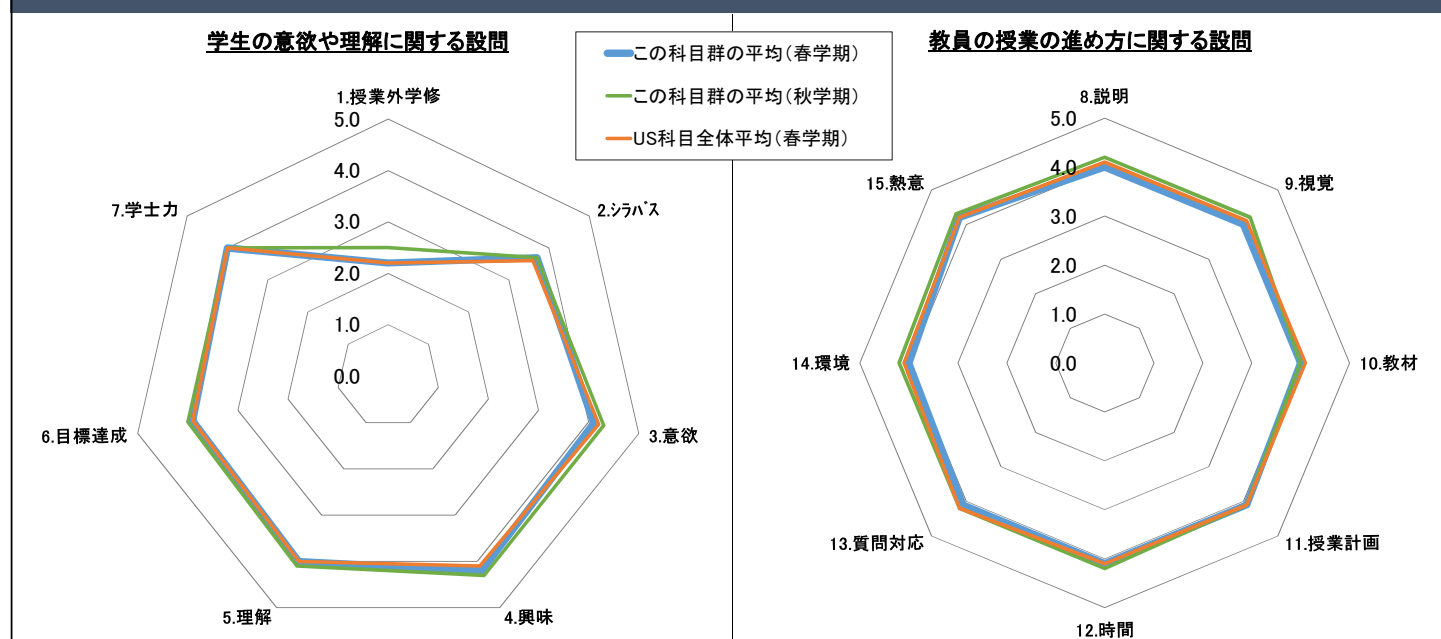 学生の意欲や理解に関する設問
この科目群の平均(春学期)
この科目群の平均(秋学期)
US科目全体平均(春学期)
教員の授業の進め方に関する設問
1.授業外学修
5.0
4.0
3.0
2.0
1.0
0.0
2.シラバス
3.意欲
4.興味
5.理解
6.目標達成
7.学士力
8.説明
5.0
4.0
3.0
2.0
1.0
0.0
9.視覚
10.教材
11.授業計画
12.時間
13.質問対応
14.環境
15.熱意